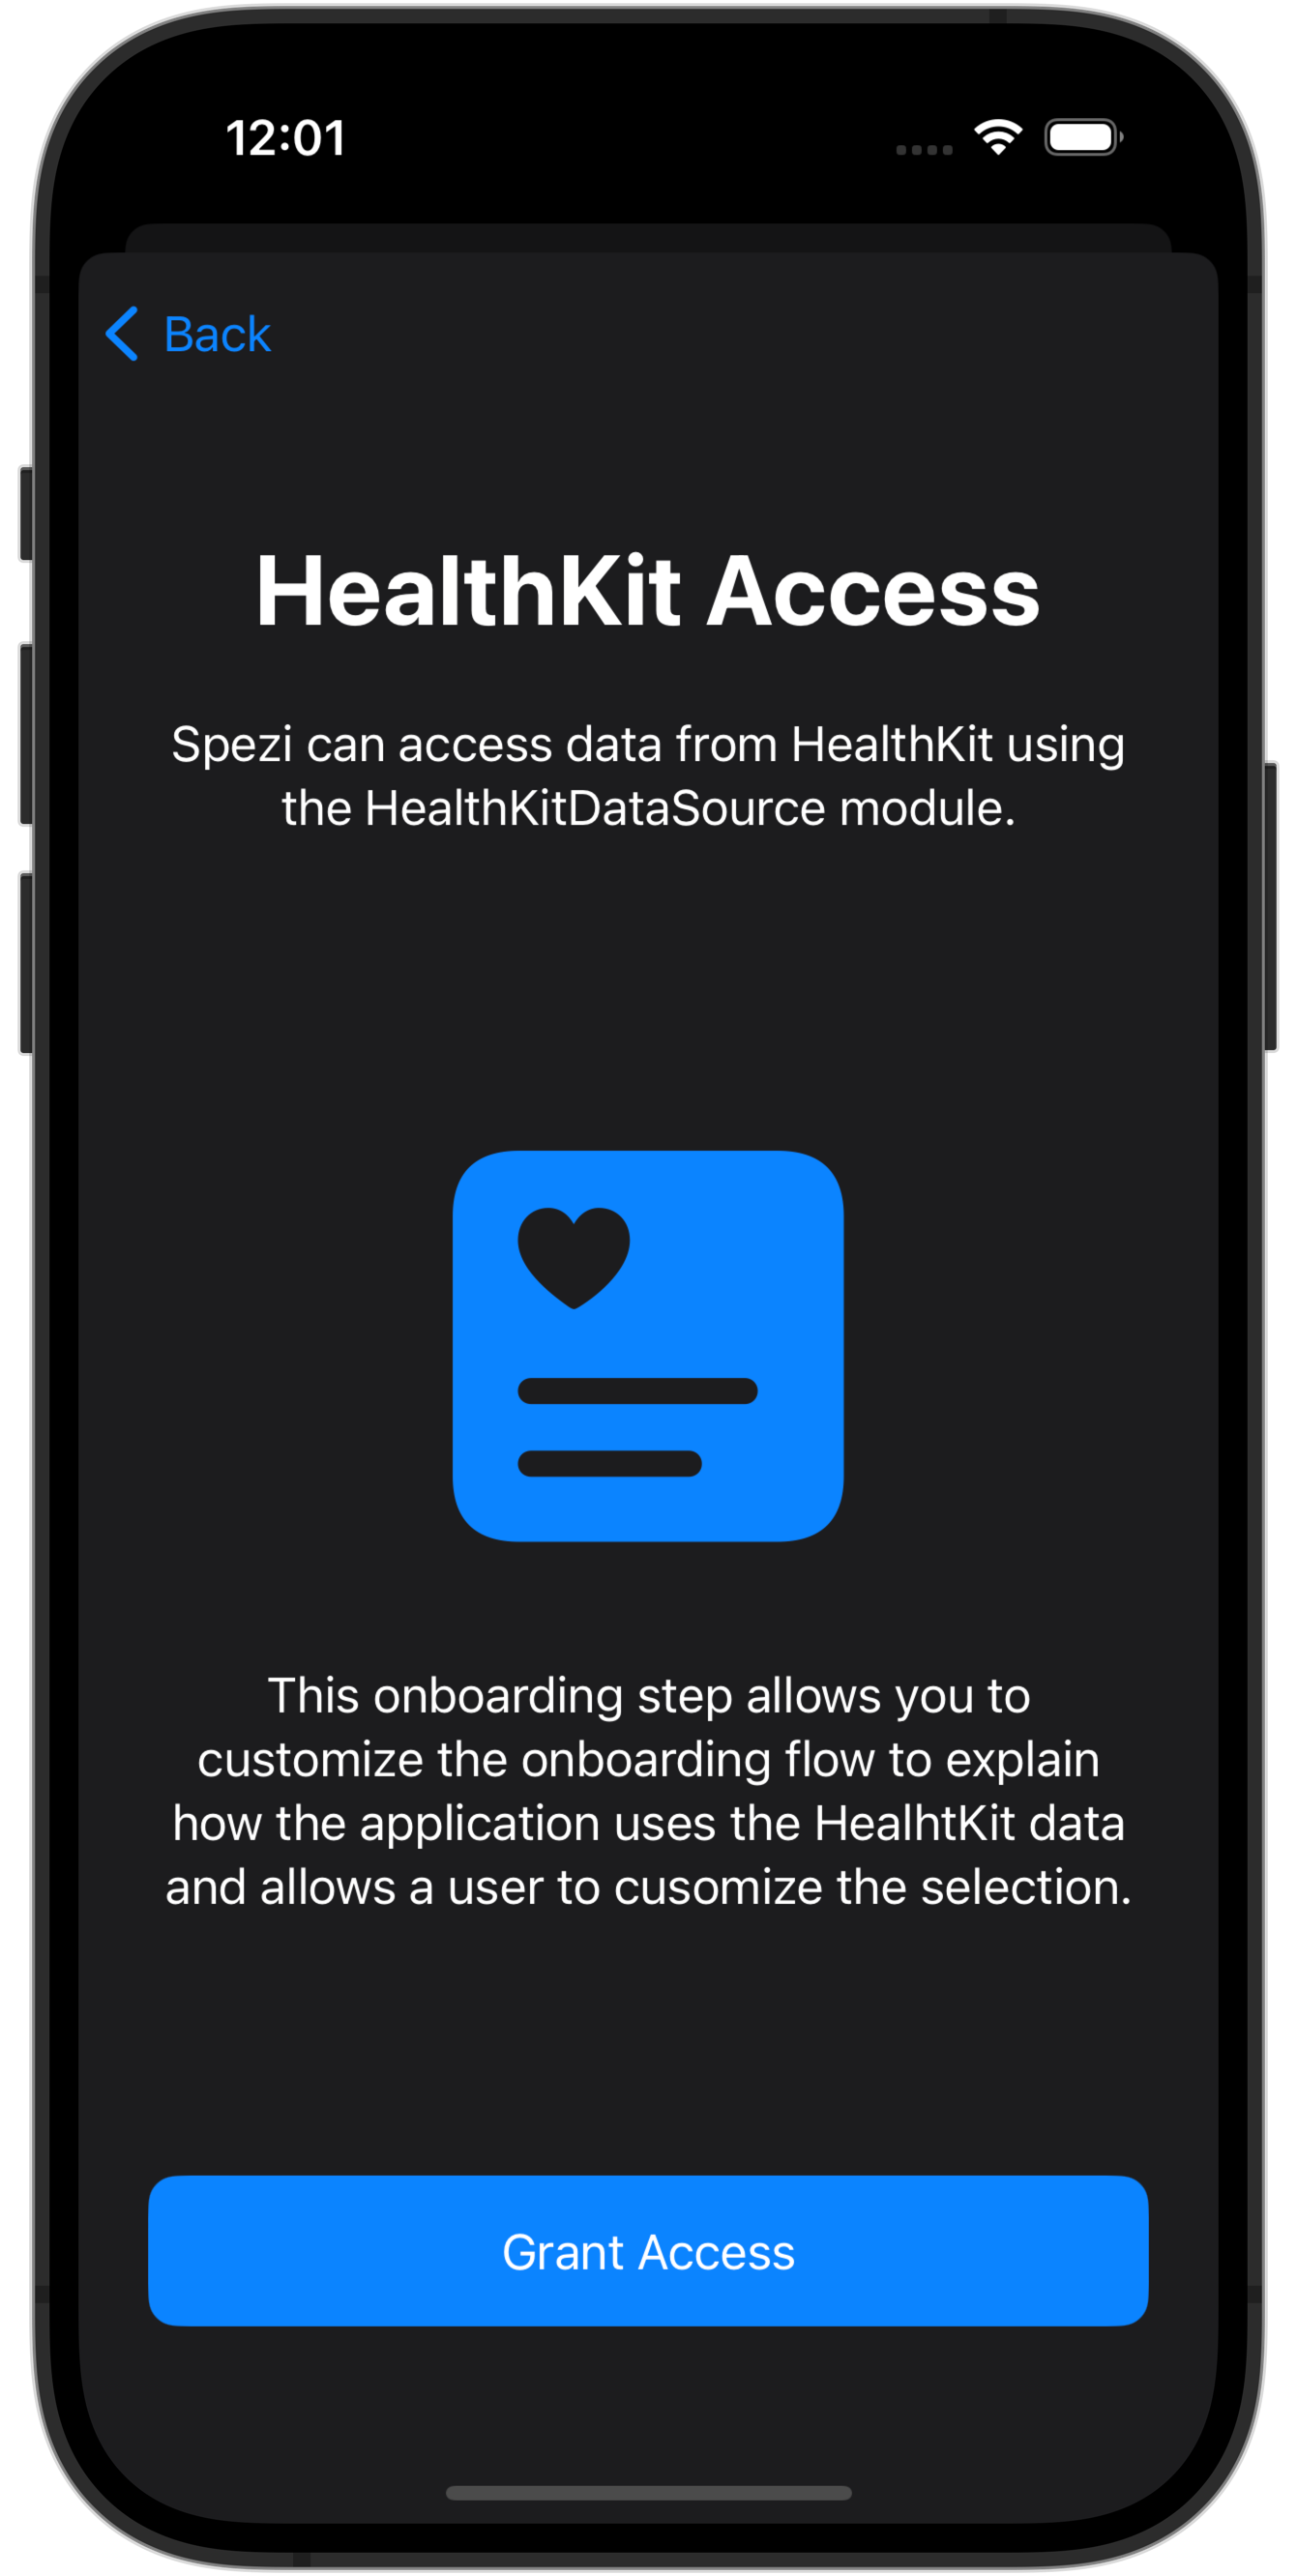 12:01
Back
HealthKit Access
Spezi can access data from HealthKit using
the HealthKitDataSource module.
This onboarding step allows you to
customize the onboarding flow to explain
how the application uses the HealhtKit data
and allows a user to cusomize the selection.
Grant Access